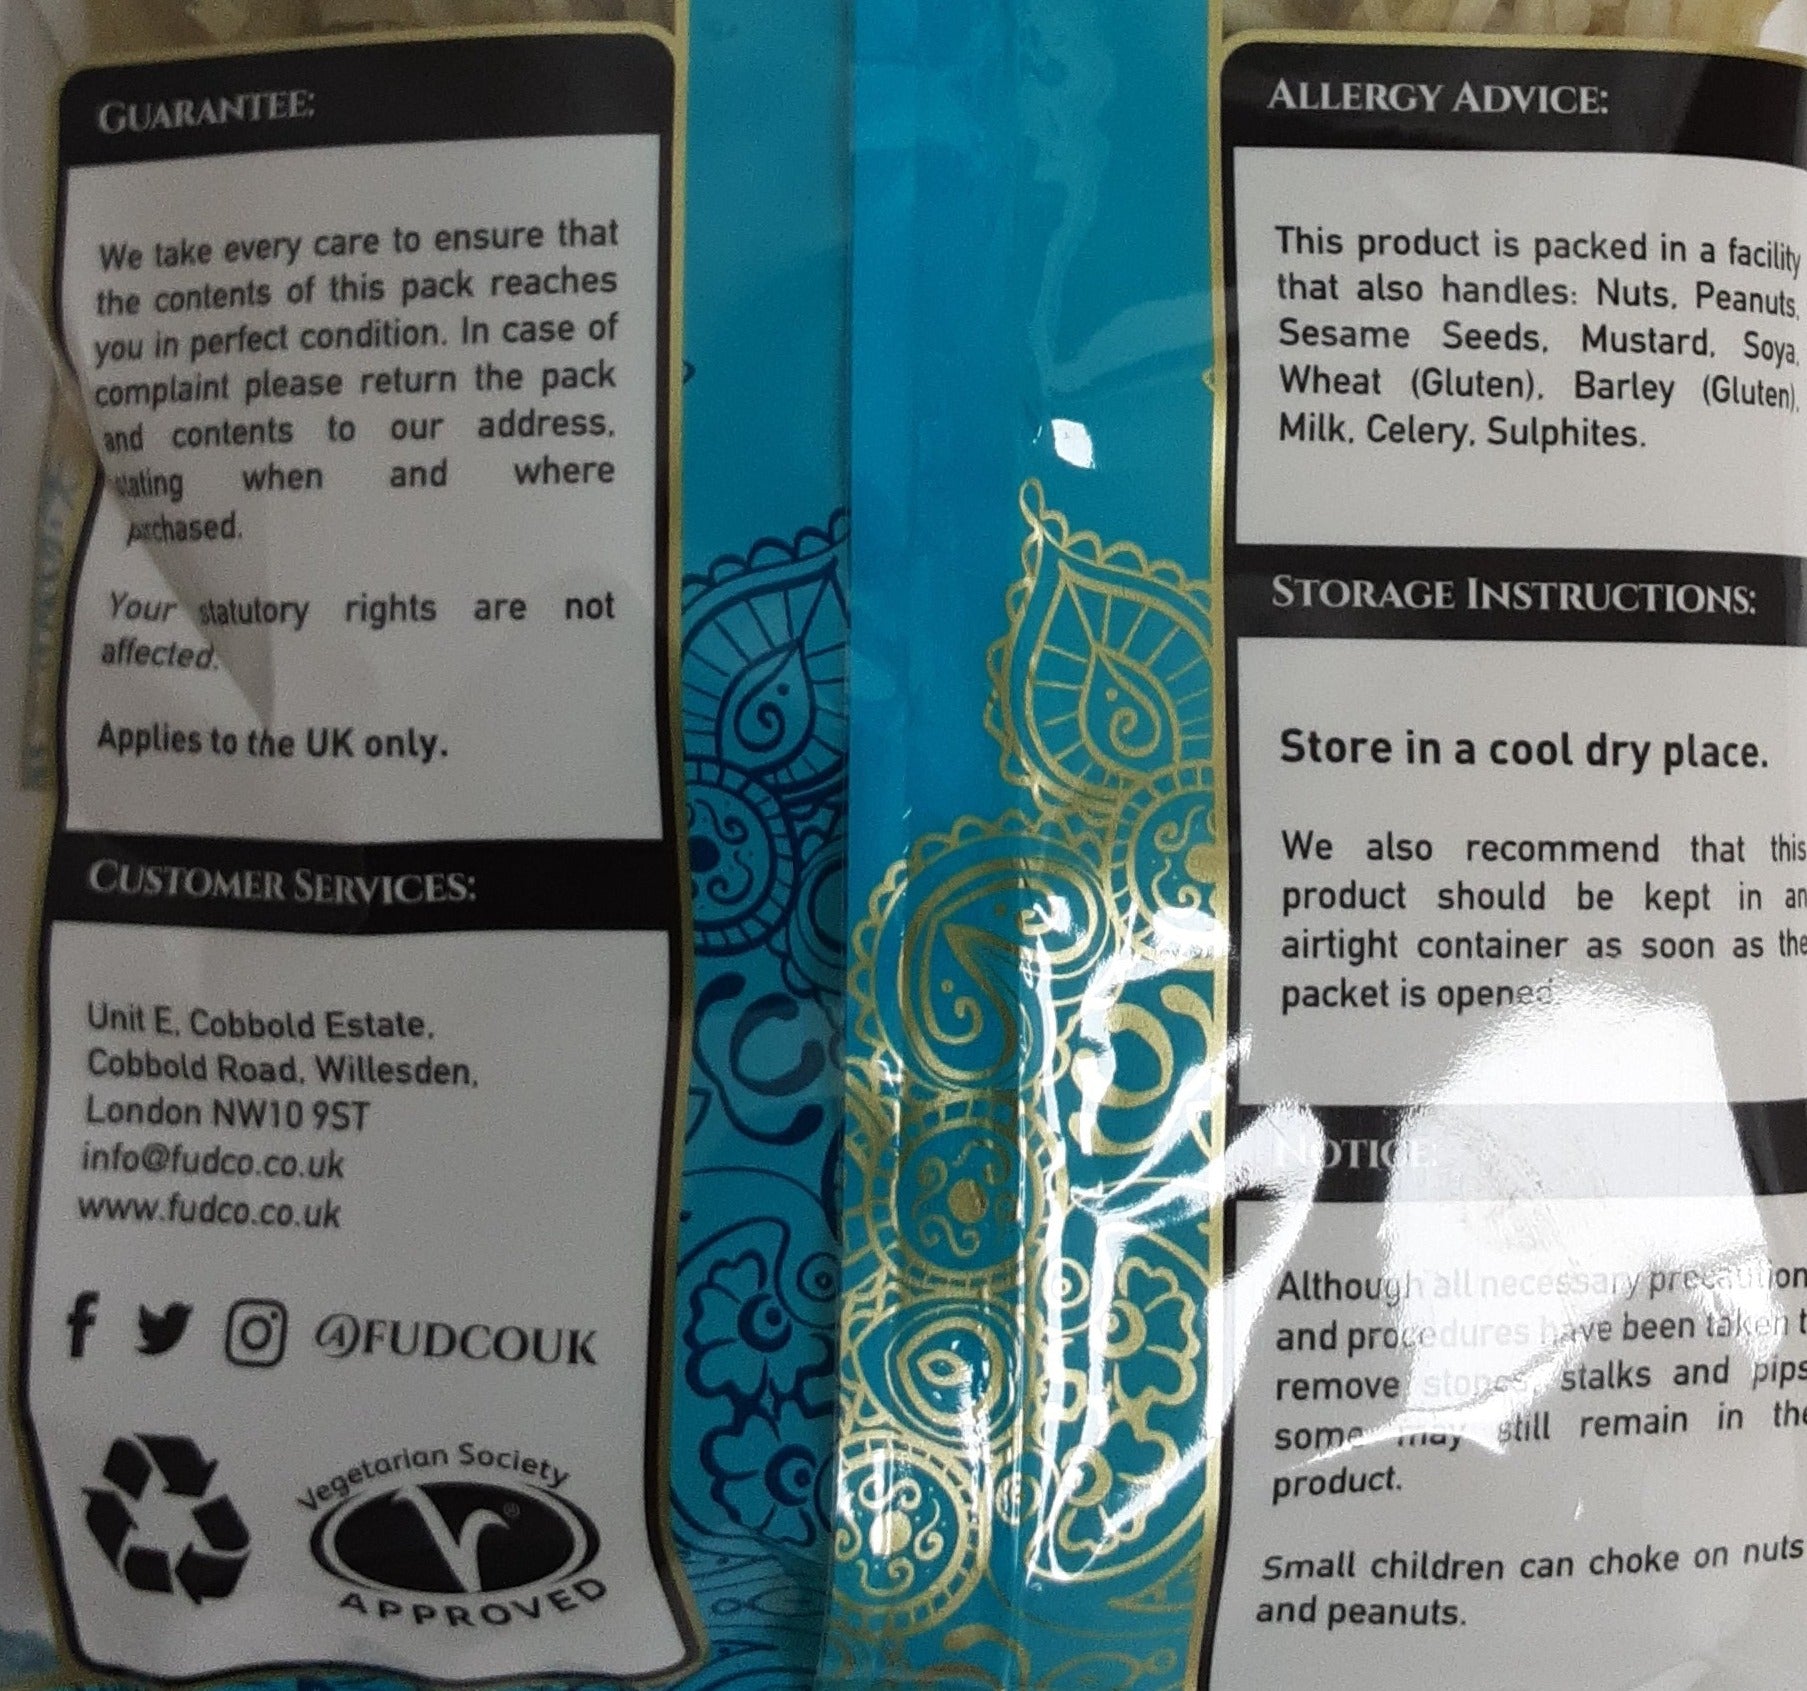 GUARANTEE:
We take every care to ensure that
the contents of this pack reaches
you in perfect condition. In case of
complaint please return the pack
and contents to our address,
stating when and where
purchased.
Your statutory rights are not
affected.
Applies to the UK only.
CUSTOMER SERVICES:
Unit E, Cobbold Estate,
Cobbold Road, Willesden,
London NW10 9ST
info@fudco.co.uk
www.fudco.co.uk
@FUDCOUK
Vegetarian Society
APPROVED
ALLERGY ADVICE:
This product is packed in a facility
that also handles: Nuts, Peanuts,
Sesame Seeds, Mustard, Soya,
Wheat (Gluten), Barley (Gluten),
Milk, Celery, Sulphites.
STORAGE INSTRUCTIONS:
Store in a cool dry place.
We also recommend that this
product should be kept in an
airtight container as soon as the
packet is opened.
NOTICE:
Although all necessary precaution
and procedures have been taken t
remove stones, stalks and pips
some may still remain in the
product.
Small children can choke on nuts
and peanuts.